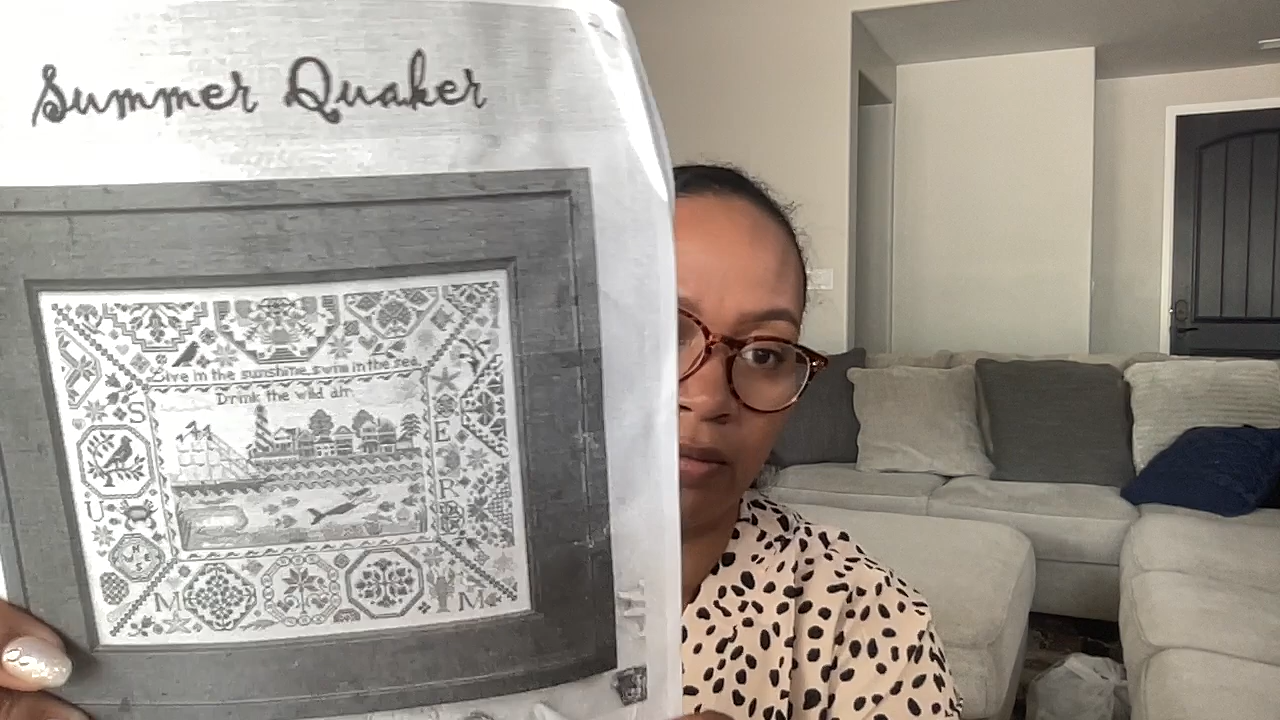 Summer Quaker
Live in the sunshine, swim in the sea,
Drink the wild air
S
E
U
R
M
M